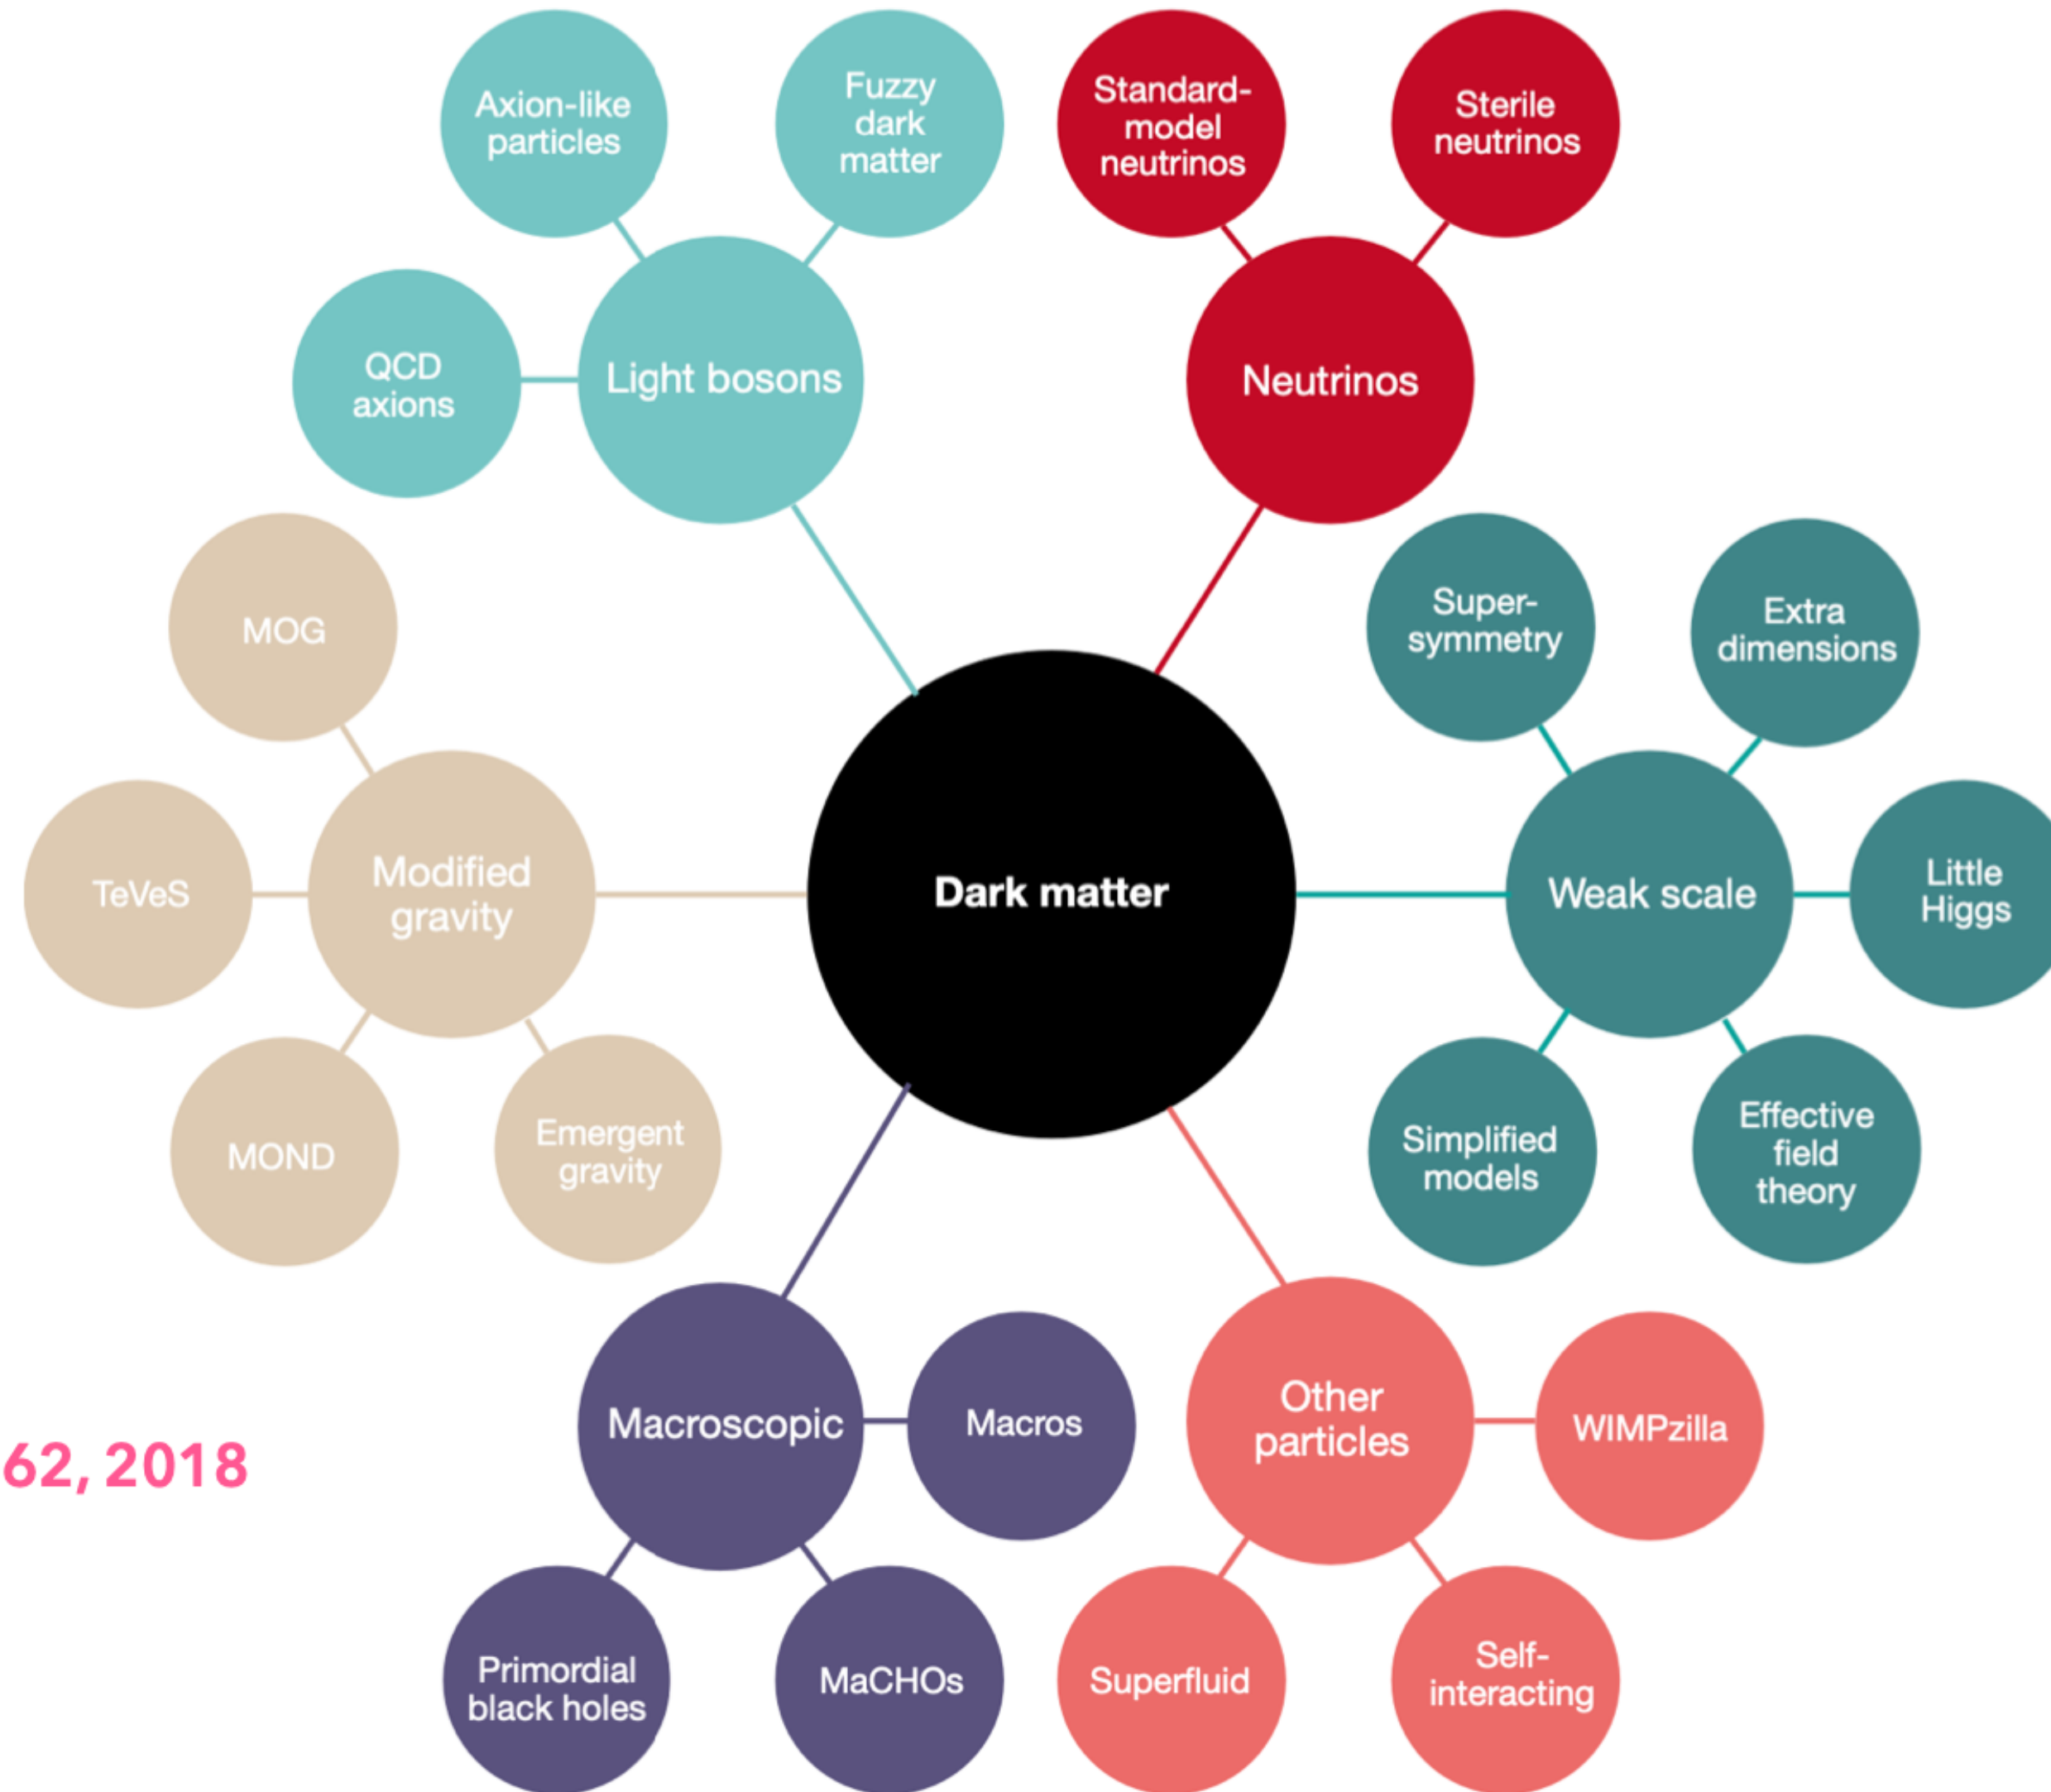 Axion-like
particles
Fuzzy
dark
matter
Standard-
model
neutrinos
Sterile
neutrinos
QCD
axions
Light bosons
Neutrinos
MOG
Super-
symmetry
Extra
dimensions
TeVeS
Modified
gravity
Dark matter
Weak scale
Little
Higgs
MOND
Emergent
gravity
Simplified
models
Effective
field
theory
Macroscopic
Macros
Other
particles
WIMPzilla
62, 2018
Primordial
black holes
MaCHOs
Superfluid
Self-
interacting